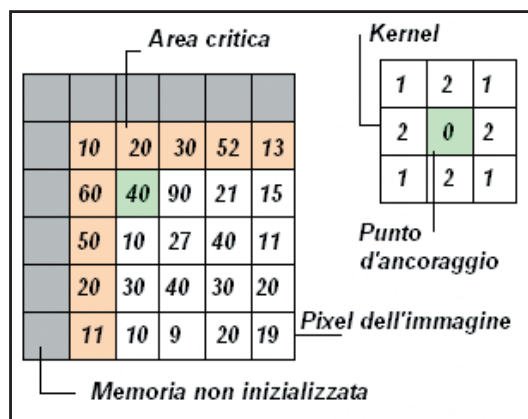 Area critica
Kernel
1 2 1
2 0 2
1 2 1
10 20 30 52 13
60 40 90 21 15
50 10 27 40 11
20 30 40 30 20
11 10 9 20 19
Punto
d'ancoraggio
Pixel dell'immagine
Memoria non inizializzata